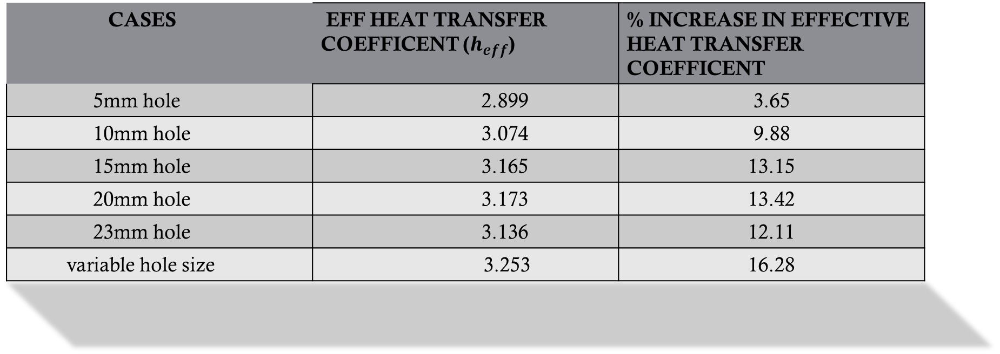 CASES
EFF HEAT TRANSFER
COEFFICENT (h_eff)
% INCREASE IN EFFECTIVE
HEAT TRANSFER
COEFFICENT
5mm hole 2.899 3.65
10mm hole 3.074 9.88
15mm hole 3.165 13.15
20mm hole 3.173 13.42
23mm hole 3.136 12.11
variable hole size 3.253 16.28